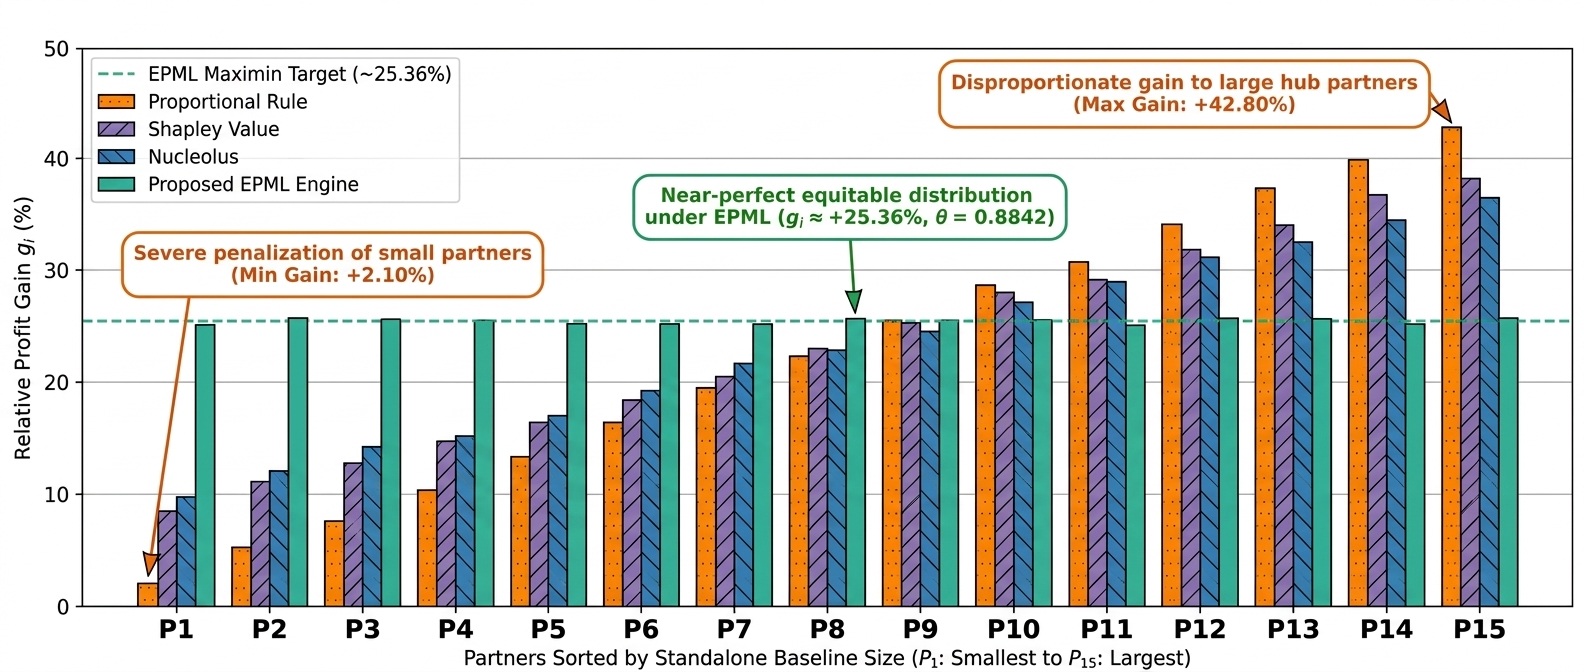 50
40
30
20
10
0
Relative Profit Gain gᵢ (%)
EPML Maximin Target (~25.36%)
Proportional Rule
Shapley Value
Nucleolus
Proposed EPML Engine
Severe penalization of small partners
(Min Gain: +2.10%)
Near-perfect equitable distribution
under EPML (gᵢ ≈ +25.36%, θ = 0.8842)
Disproportionate gain to large hub partners
(Max Gain: +42.80%)
P1 P2 P3 P4 P5 P6 P7 P8 P9 P10 P11 P12 P13 P14 P15
Partners Sorted by Standalone Baseline Size (P₁: Smallest to P₁₅: Largest)